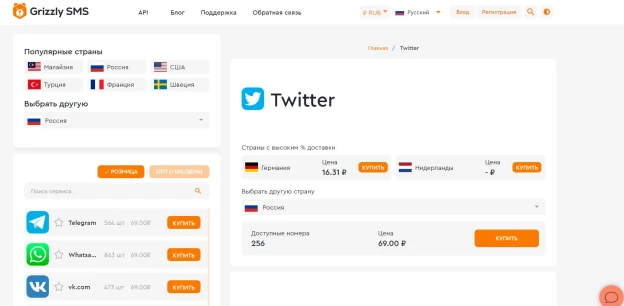 Grizzly SMS
API Блог Поддержка Обратная связь
₽ RUB Русский Вход Регистрация
Популярные страны
Малайзия Россия США
Турция Франция Швеция
Выбрать другую
Россия
РОЗНИЦА
Поиск сервиса
Telegram 564 шт 69.00₽ КУПИТЬ
Whatsa... 863 шт 69.00₽ КУПИТЬ
vk.com 473 шт 69.00₽ КУПИТЬ
Главная / Twitter
Twitter
Страны с высоким % доставки
Германия Цена 16.31 ₽ КУПИТЬ
Нидерланды Цена - ₽ КУПИТЬ
Выбрать другую страну
Россия
Доступные номера Цена
256 69.00 ₽ КУПИТЬ